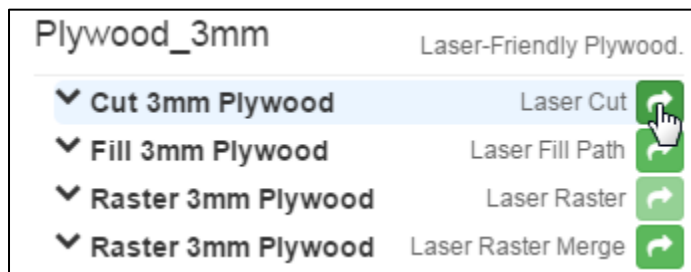 Plywood_3mm Laser-Friendly Plywood.
Cut 3mm Plywood Laser Cut
Fill 3mm Plywood Laser Fill Path
Raster 3mm Plywood Laser Raster
Raster 3mm Plywood Laser Raster Merge